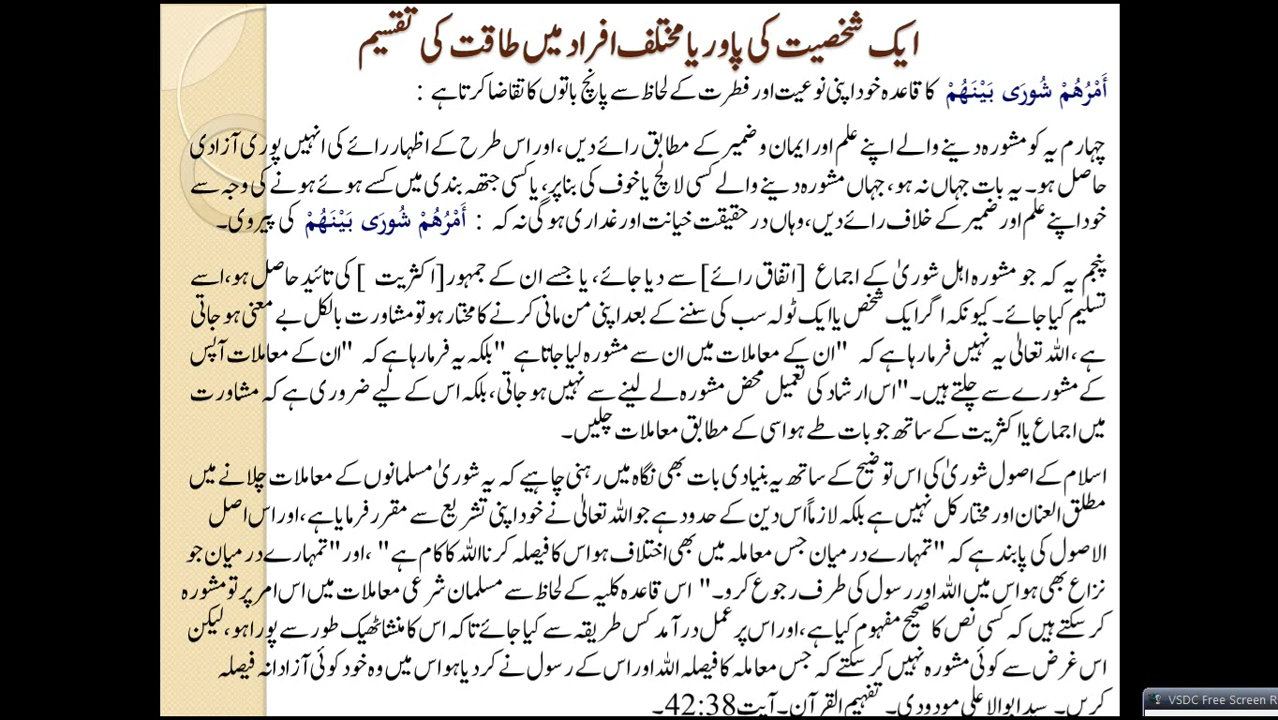 ایک شخصیت کی پاور یا مختلف افراد میں طاقت کی تقسیم
أَمْرُهُمْ شُورَى بَيْنَهُمْ کا قاعدہ خود اپنی نوعیت اور فطرت کے لحاظ سے پانچ باتوں کا تقاضا کرتا ہے :
چہارم یہ کو مشورہ دینے والے اپنے علم اور ایمان و ضمیر کے مطابق رائے دیں، اور اس طرح کے اظہار رائے کی انہیں پوری آزادی
حاصل ہو۔ یہ بات جہاں نہ ہو، جہاں مشورہ دینے والے کسی لالچ یا خوف کی بنا پر، یا کسی جتھہ بندی میں کسے ہوئے ہونے کی وجہ سے
خود اپنے علم اور ضمیر کے خلاف رائے دیں، وہاں در حقیقت خیانت اور غداری ہو گی نہ کہ : أَمْرُهُمْ شُورَى بَيْنَهُمْ کی پیروی۔
پنجم یہ کہ جو مشورہ اہل شوریٰ کے اجماع [اتفاق رائے] سے دیا جائے، یا جسے ان کے جمہور[اکثریت ] کی تائید حاصل ہو، اسے
تسلیم کیا جائے۔ کیونکہ اگر ایک شخص یا ایک ٹولہ سب کی سننے کے بعد اپنی من مانی کرنے کا مختار ہو تو مشاورت بالکل بے معنی ہو جاتی
ہے، اللہ تعالیٰ یہ نہیں فرما رہا ہے کہ "ان کے معاملات میں ان سے مشورہ لیا جاتا ہے "بلکہ یہ فرما رہا ہے کہ "ان کے معاملات آپس
کے مشورے سے چلتے ہیں۔" اس ارشاد کی تعمیل محض مشورہ لے لینے سے نہیں ہو جاتی، بلکہ اس کے لیے ضروری ہے کہ مشاورت
میں اجماع یا اکثریت کے ساتھ جو بات طے ہو اسی کے مطابق معاملات چلیں۔
اسلام کے اصول شوریٰ کی اس توضیح کے ساتھ یہ بنیادی بات بھی نگاہ میں رہنی چاہیے کہ یہ شوریٰ مسلمانوں کے معاملات چلانے میں
مطلق العنان اور مختار کل نہیں ہے بلکہ لازماً اس دین کے حدود ہے جو اللہ تعالیٰ نے خود اپنی تشریع سے مقرر فرمایا ہے، اور اس اصل
الاصول کی پابند ہے کہ "تمہارے درمیان جس معاملہ میں بھی اختلاف ہو اس کا فیصلہ کرنا اللہ کا کام ہے" ، اور "تمہارے درمیان جو
نزاع بھی ہو اس میں اللہ اور رسول کی طرف رجوع کرو۔" اس قاعدہ کلیہ کے لحاظ سے مسلمان شرعی معاملات میں اس امر پر تو مشورہ
کر سکتے ہیں کہ کسی نص کا صحیح مفہوم کیا ہے، اور اس پر عمل در آمد کس طریقہ سے کیا جائے تاکہ اس کا منشا ٹھیک طور سے پورا ہو، لیکن
اس غرض سے کوئی مشورہ نہیں کر سکتے کہ جس معاملہ کا فیصلہ اللہ اور اس کے رسول نے کر دیا ہو اس میں وہ خود کوئی آزادانہ فیصلہ
کریں۔ سید ابوالاعلی مودودی۔ تفہیم القرآن۔ آیت 42:38۔
VSDC Free Screen R